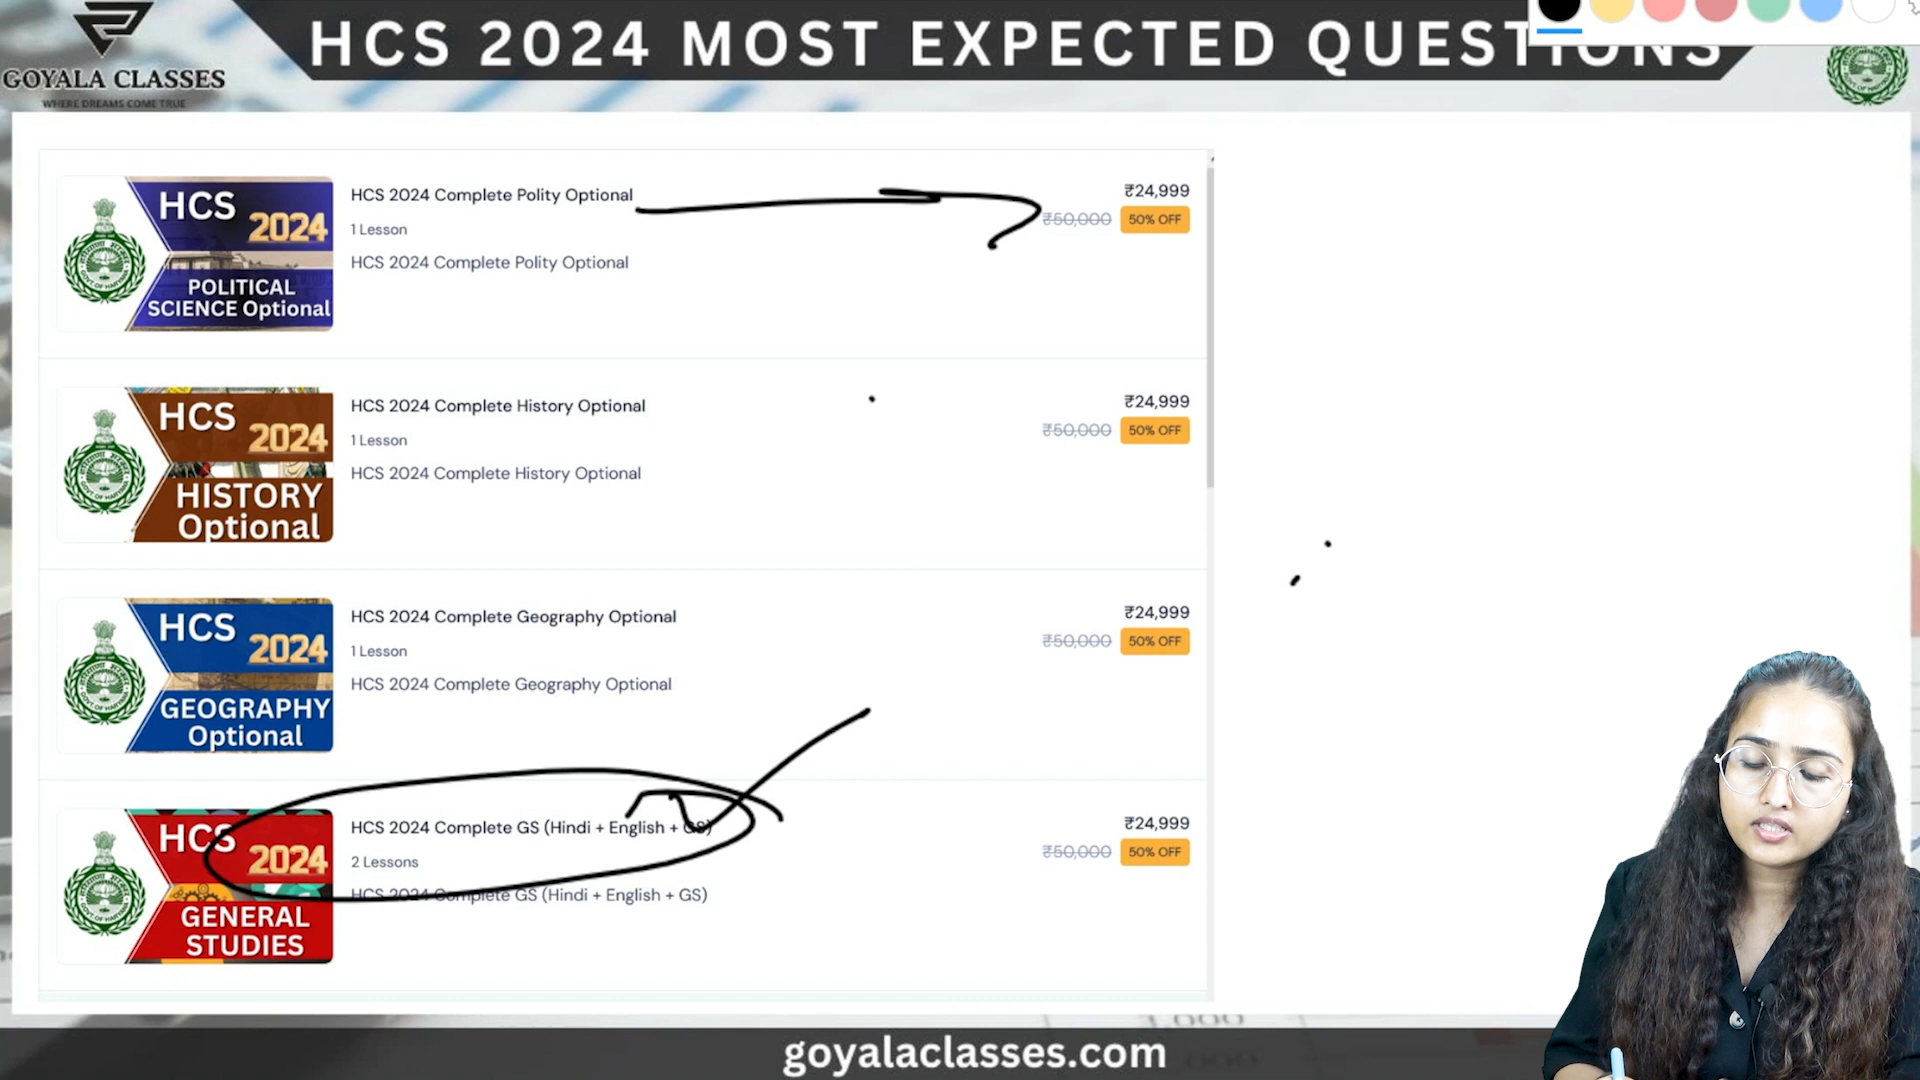 HCS 2024 MOST EXPECTED QUESTIONS
GOYALA CLASSES
WHERE DREAMS COME TRUE
HCS
2024
POLITICAL
SCIENCE Optional
HCS 2024 Complete Polity Optional
1 Lesson
HCS 2024 Complete Polity Optional
₹24,999
₹50,000 50% OFF
HCS
2024
HISTORY
Optional
HCS 2024 Complete History Optional
1 Lesson
HCS 2024 Complete History Optional
₹24,999
₹50,000 50% OFF
HCS
2024
GEOGRAPHY
Optional
HCS 2024 Complete Geography Optional
1 Lesson
HCS 2024 Complete Geography Optional
₹24,999
₹50,000 50% OFF
HCS
2024
GENERAL
STUDIES
HCS 2024 Complete GS (Hindi + English + GS)
2 Lessons
HCS 2024 Complete GS (Hindi + English + GS)
₹24,999
₹50,000 50% OFF
goyalaclasses.com